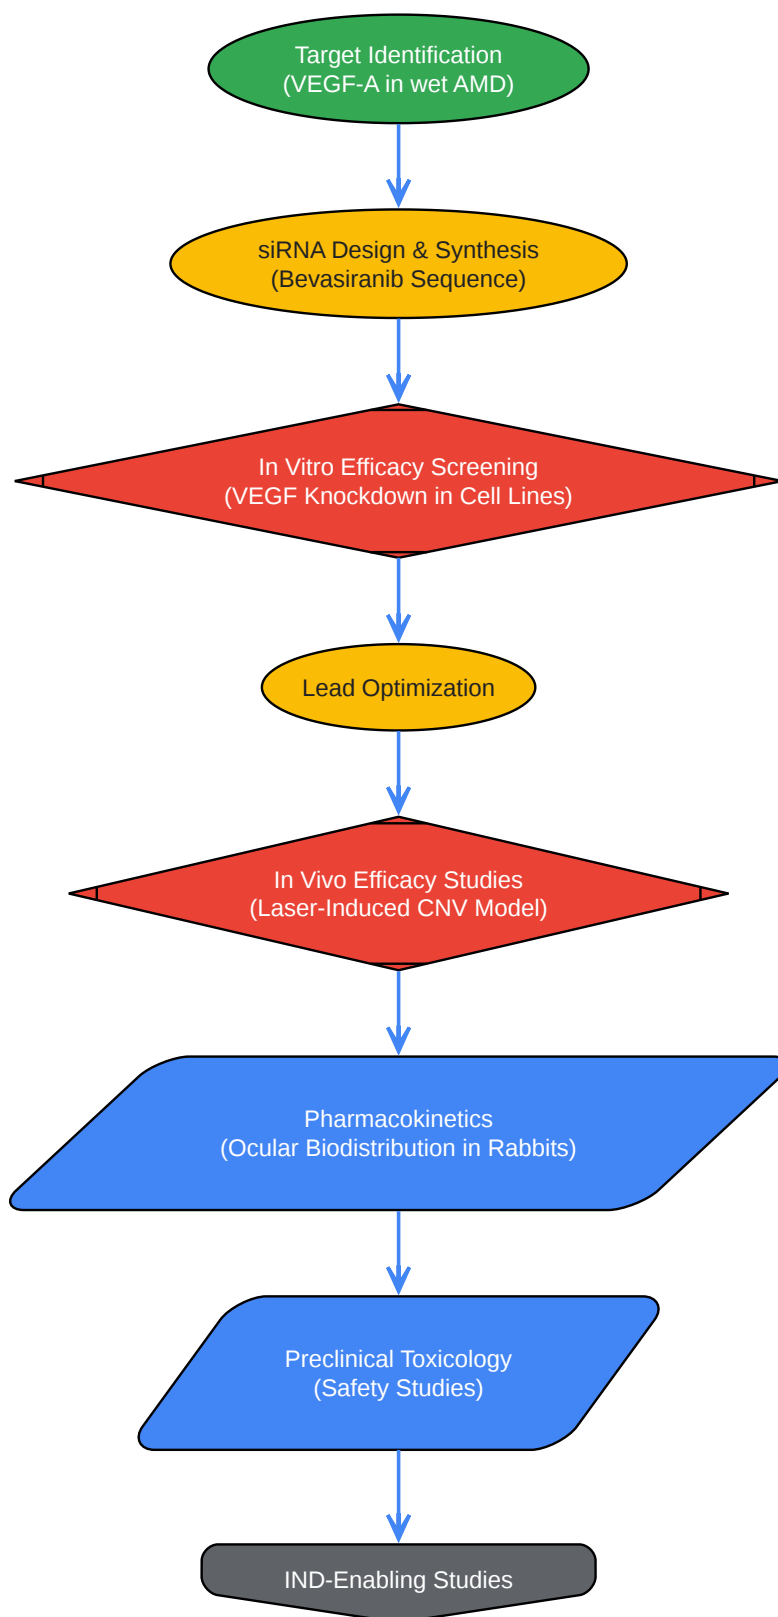 Target Identification
(VEGF-A in wet AMD)
siRNA Design & Synthesis
(Bevasiranib Sequence)
In Vitro Efficacy Screening
(VEGF Knockdown in Cell Lines)
Lead Optimization
In Vivo Efficacy Studies
(Laser-Induced CNV Model)
Pharmacokinetics
(Ocular Biodistribution in Rabbits)
Preclinical Toxicology
(Safety Studies)
IND-Enabling Studies